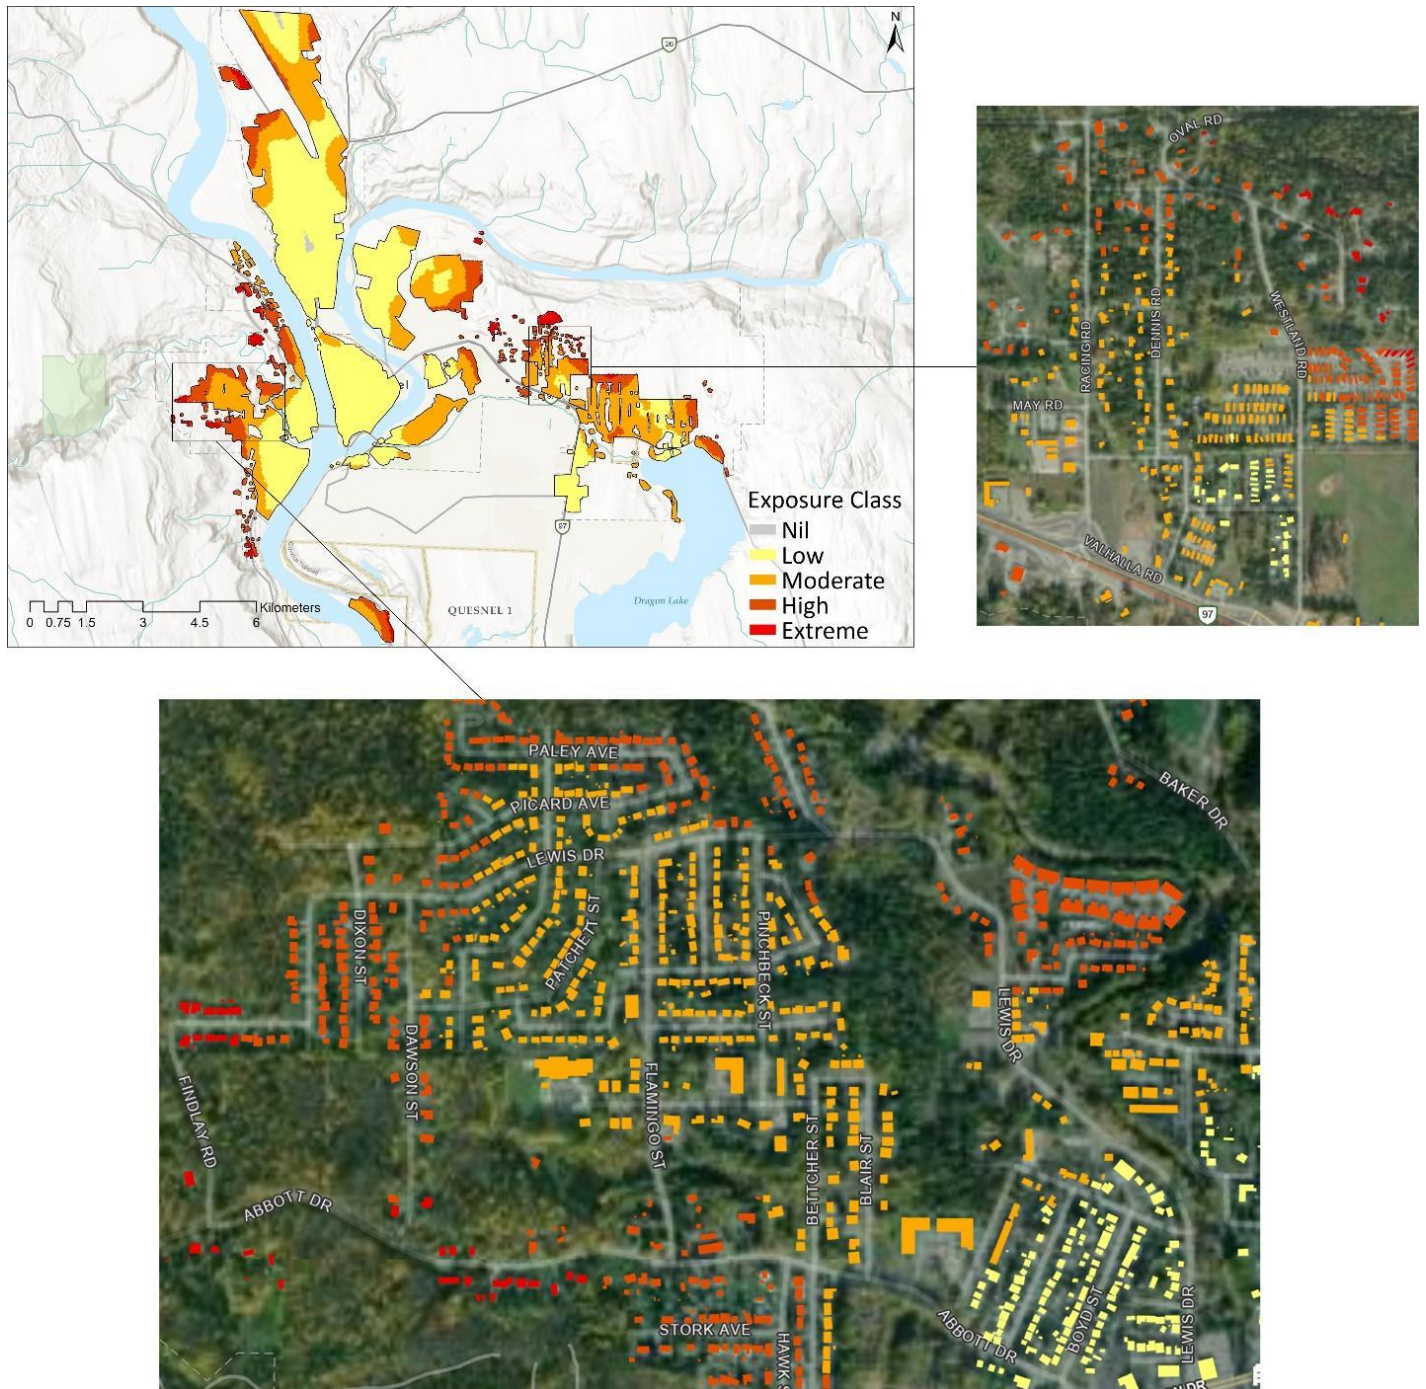 N
26
el
97
Exposure Class
Nil
Low
Moderate
High
Extreme
Kilometers
0 0.75 1.5 3 4.5 6
QUESNEL 1
Dragon Lake
OVAL RD
RACING RD
DENNIS RD
WESTLAND RD
MAY RD
VALHALLA RD
97
PALEY AVE
BAKER DR
PICARD AVE
LEWIS DR
DIXON ST
PATCHETT ST
PINCHBECK ST
LEWIS DR
DAWSON ST
FLAMINGO ST
FINDLAY RD
BETTCHER ST
BLAIR ST
ABBOTT DR
STORK AVE
HAWK S
ABBOTT DR
BOYD ST
LEWIS DR
N DR